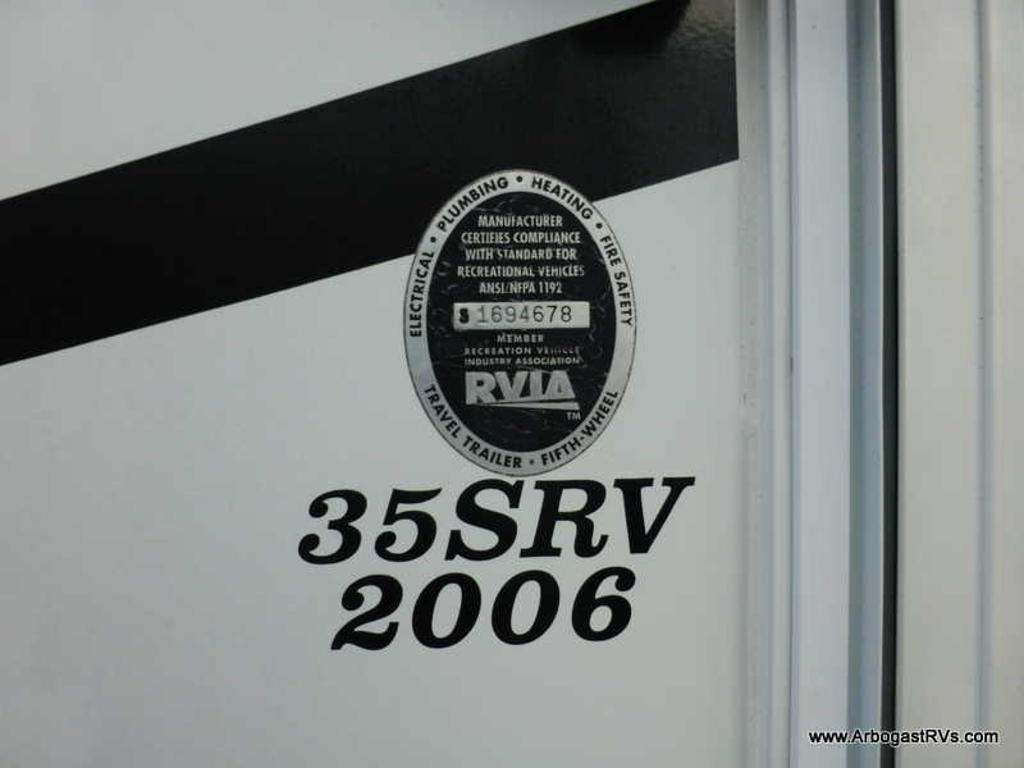 ELECTRICAL • PLUMBING • HEATING • FIRE SAFETY
MANUFACTURER
CERTIFIES COMPLIANCE
WITH STANDARD FOR
RECREATIONAL VEHICLES
ANSI/NFPA 1192
S 1694678
MEMBER
RECREATION VEHICLE
INDUSTRY ASSOCIATION
RVIA
TM
TRAVEL TRAILER • FIFTH-WHEEL
35SRV
2006
www.ArbogastRVs.com